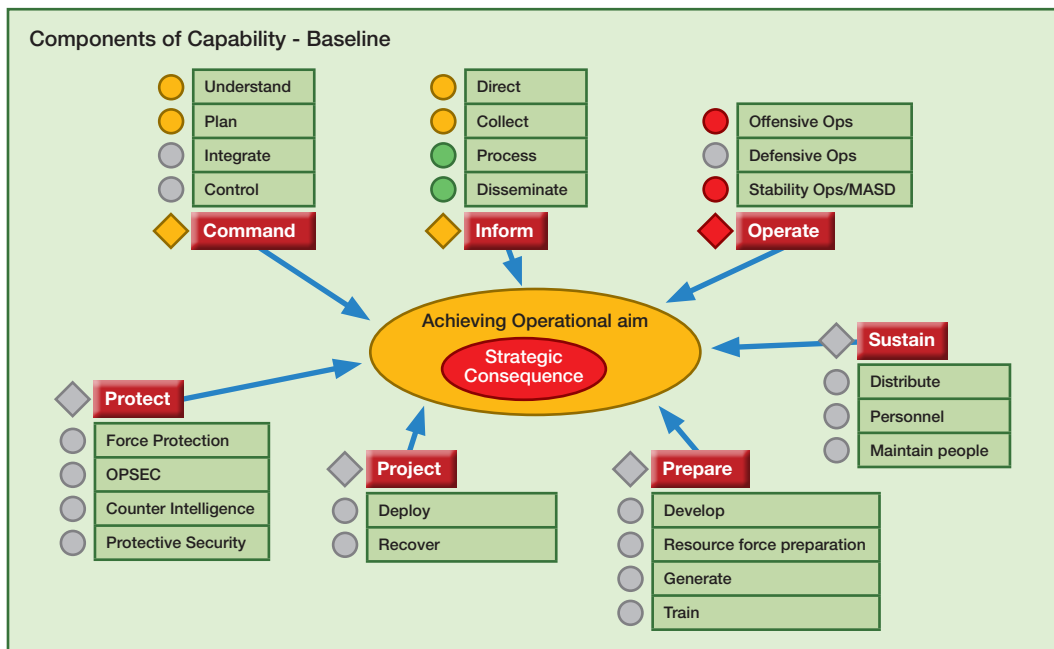 Components of Capability - Baseline
Understand
Plan
Integrate
Control
Command
Direct
Collect
Process
Disseminate
Inform
Offensive Ops
Defensive Ops
Stability Ops/MASD
Operate
Achieving Operational aim
Strategic
Consequence
Sustain
Distribute
Personnel
Maintain people
Protect
Force Protection
OPSEC
Counter Intelligence
Protective Security
Project
Deploy
Recover
Prepare
Develop
Resource force preparation
Generate
Train